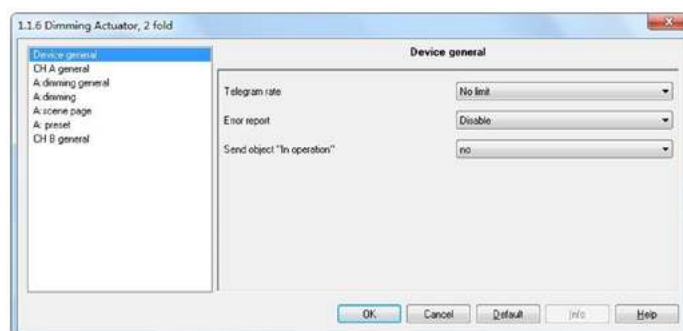 1.1.6 Dimming Actuator, 2 fold
Device general
CH A general
A:dimming general
A:dimming
A:scene page
A: preset
CH B general
Device general
Telegram rate
No limit
Error report
Disable
Send object "In operation"
no
OK
Cancel
Default
Info
Help